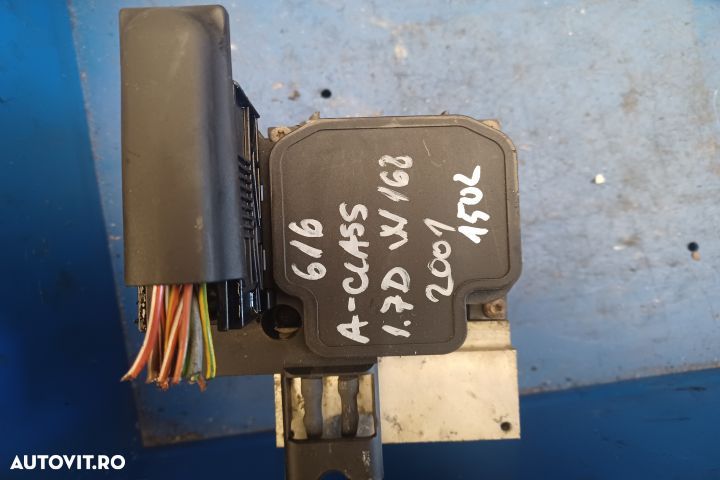 616
A-CLASS
1.7D W168
2001
150L
AUTOVIT.RO